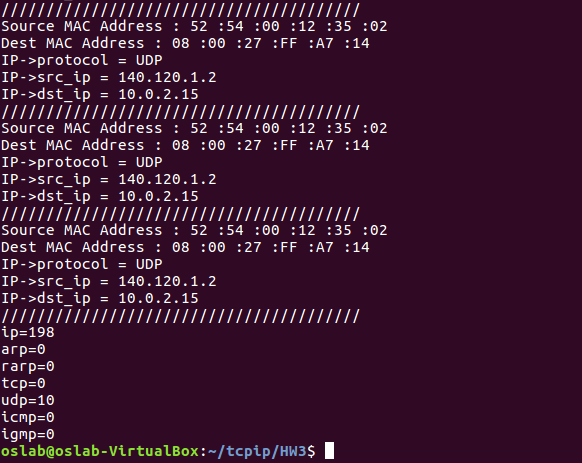 ////////////////////////////////////////
Source MAC Address : 52 :54 :00 :12 :35 :02
Dest MAC Address : 08 :00 :27 :FF :A7 :14
IP->protocol = UDP
IP->src_ip = 140.120.1.2
IP->dst_ip = 10.0.2.15
////////////////////////////////////////
Source MAC Address : 52 :54 :00 :12 :35 :02
Dest MAC Address : 08 :00 :27 :FF :A7 :14
IP->protocol = UDP
IP->src_ip = 140.120.1.2
IP->dst_ip = 10.0.2.15
////////////////////////////////////////
Source MAC Address : 52 :54 :00 :12 :35 :02
Dest MAC Address : 08 :00 :27 :FF :A7 :14
IP->protocol = UDP
IP->src_ip = 140.120.1.2
IP->dst_ip = 10.0.2.15
////////////////////////////////////////
ip=198
arp=0
rarp=0
tcp=0
udp=10
icmp=0
igmp=0
oslab@oslab-VirtualBox:~/tcpip/HW3$